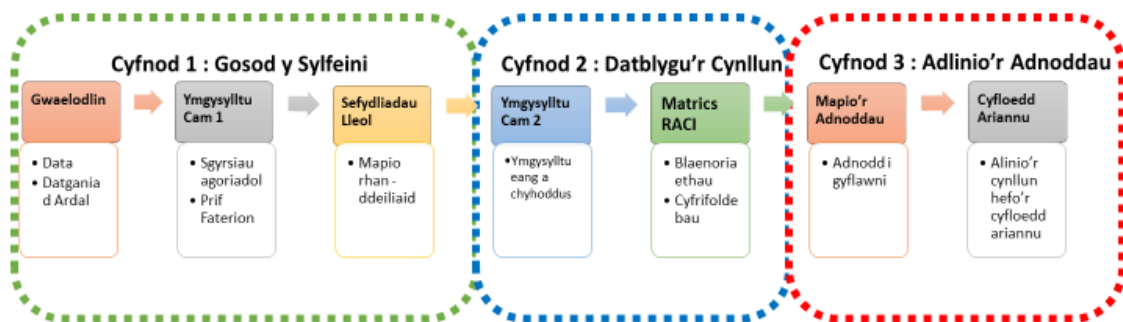 Cyfnod 1 : Gosod y Sylfeini
Gwaelodlin
• Data
• Datgania
d Ardal
Ymgysylltu
Cam 1
• Sgyrsiau
agoriadol
• Prif
Faterion
Sefydliadau
Lleol
• Mapio
rhan -
ddeiliaid
Cyfnod 2 : Datblygu'r Cynllun
Ymgysylltu
Cam 2
• Ymgysylltu
eang a
chyhoddus
Matrics
RACI
• Blaenoria
ethau
• Cyfrifolde
bau
Cyfnod 3 : Adlinio'r Adnoddau
Mapio'r
Adnoddau
• Adnodd i
gyflawni
Cyfloedd
Ariannu
• Alinio'r
cynllun
hefo'r
cyfloedd
ariannu